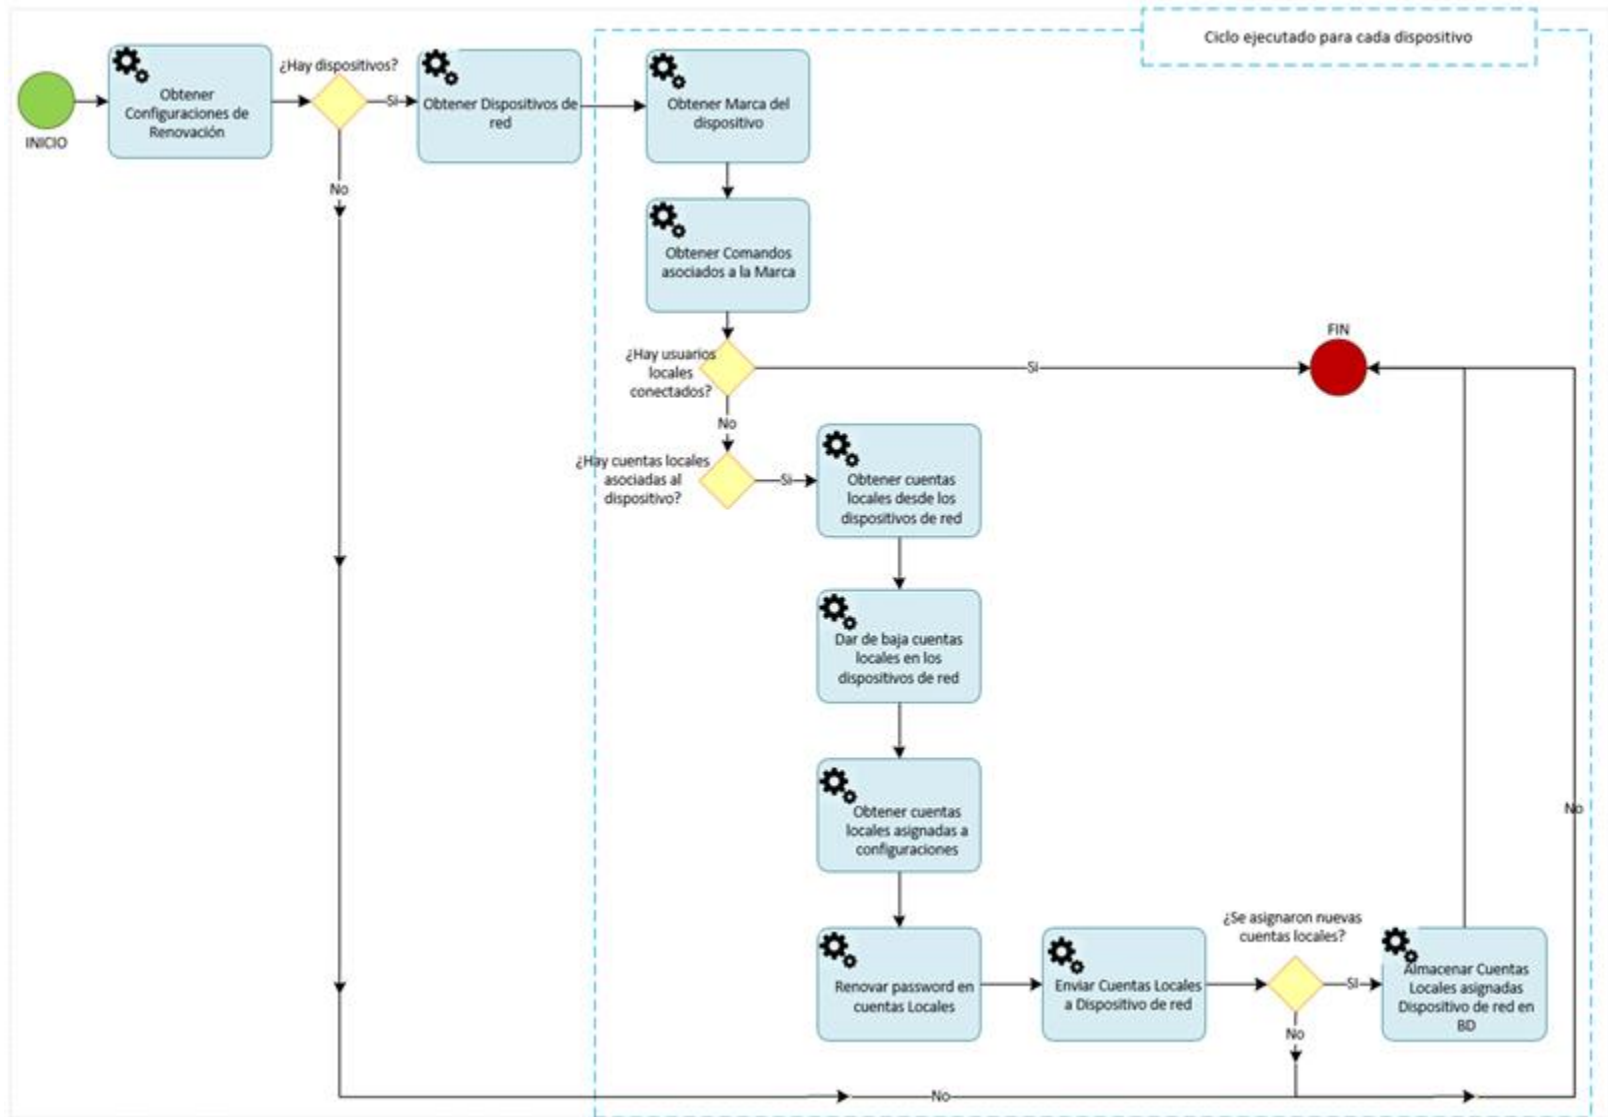 Ciclo ejecutado para cada dispositivo
INICIO
Obtener
Configuraciones de
Renovación
¿Hay dispositivos?
Si
No
Obtener Dispositivos de
red
Obtener Marca del
dispositivo
Obtener Comandos
asociados a la Marca
¿Hay usuarios
locales
conectados?
Si
FIN
No
¿Hay cuentas locales
asociadas al
dispositivo?
Si
Obtener cuentas
locales desde los
dispositivos de red
Dar de baja cuentas
locales en los
dispositivos de red
Obtener cuentas
locales asignadas a
configuraciones
No
Renovar password en
cuentas Locales
Enviar Cuentas Locales
a Dispositivo de red
¿Se asignaron nuevas
cuentas locales?
SI
No
Almacenar Cuentas
Locales asignadas
Dispositivo de red en
BD
No